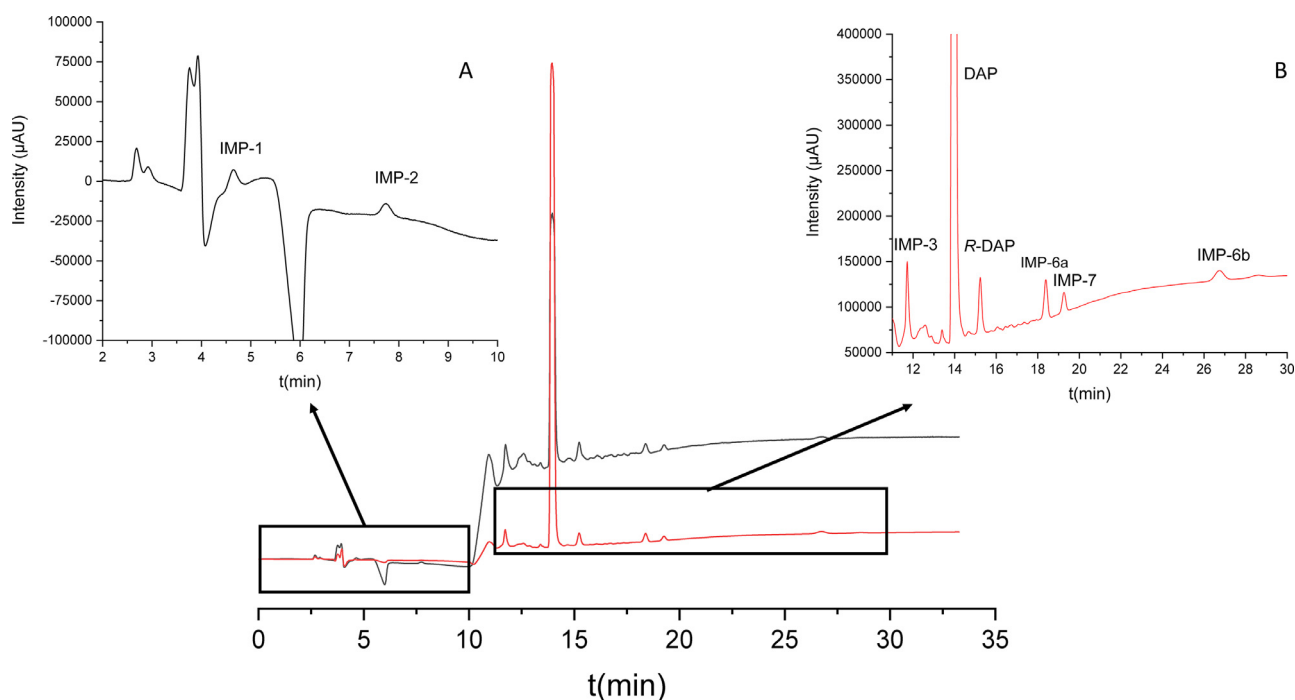 100000
75000
50000
25000
0
-25000
-50000
-75000
-100000
Intensity (µAU)
A
IMP-1
IMP-2
2 3 4 5 6 7 8 9 10
t(min)
400000
350000
300000
250000
200000
150000
100000
50000
Intensity (µAU)
B
DAP
IMP-3
R-DAP
IMP-6a
IMP-7
IMP-6b
12 14 16 18 20 22 24 26 28 30
t(min)
0 5 10 15 20 25 30 35
t(min)